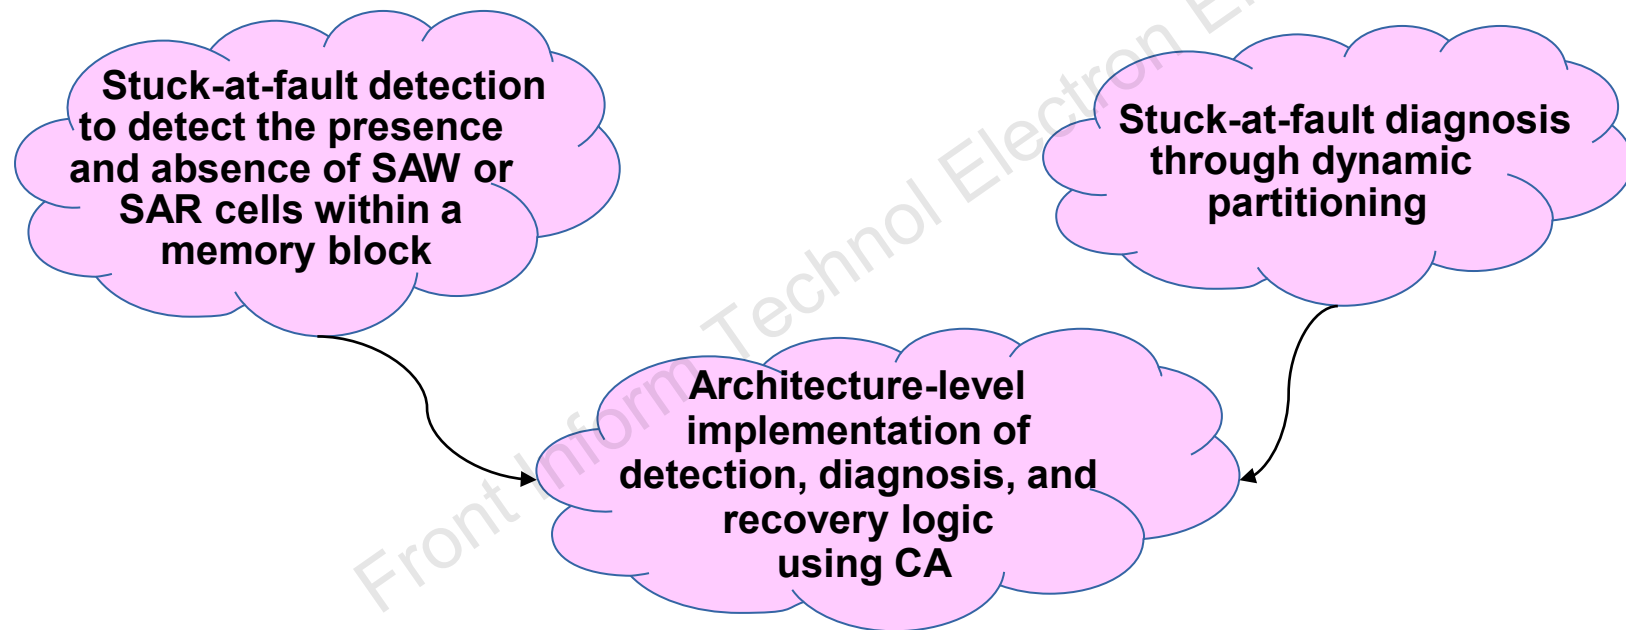 Stuck-at-fault detection
to detect the presence
and absence of SAW or
SAR cells within a
memory block
Stuck-at-fault diagnosis
through dynamic
partitioning
Architecture-level
implementation of
detection, diagnosis, and
recovery logic
using CA
Front Inform Technol Electron